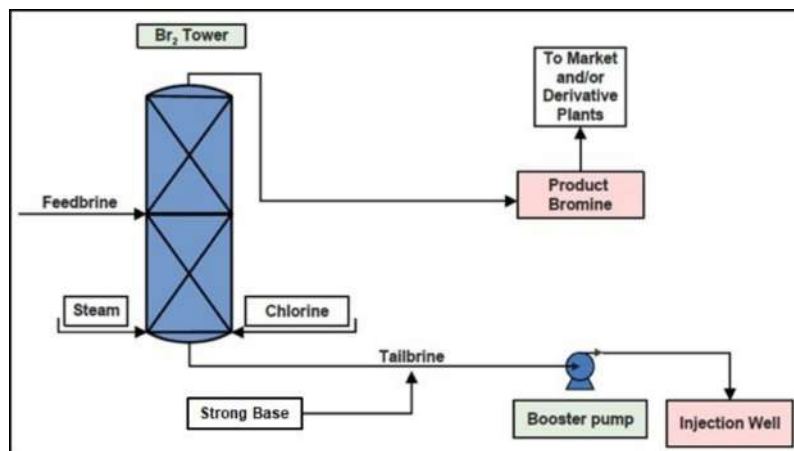 Br₂ Tower
To Market
and/or
Derivative
Plants
Feedbrine
Product
Bromine
Steam
Chlorine
Tailbrine
Strong Base
Booster pump
Injection Well